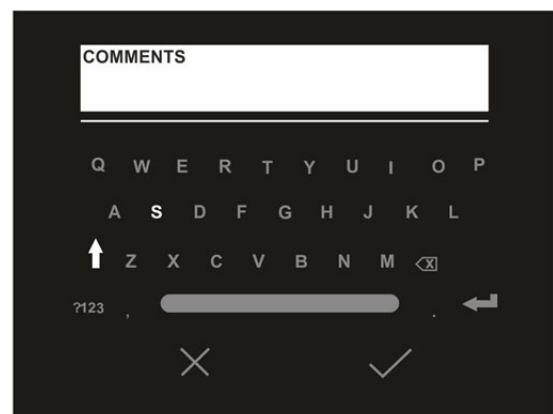 COMMENTS
Q W E R T Y U I O P
A S D F G H J K L
Z X C V B N M
?123 , .